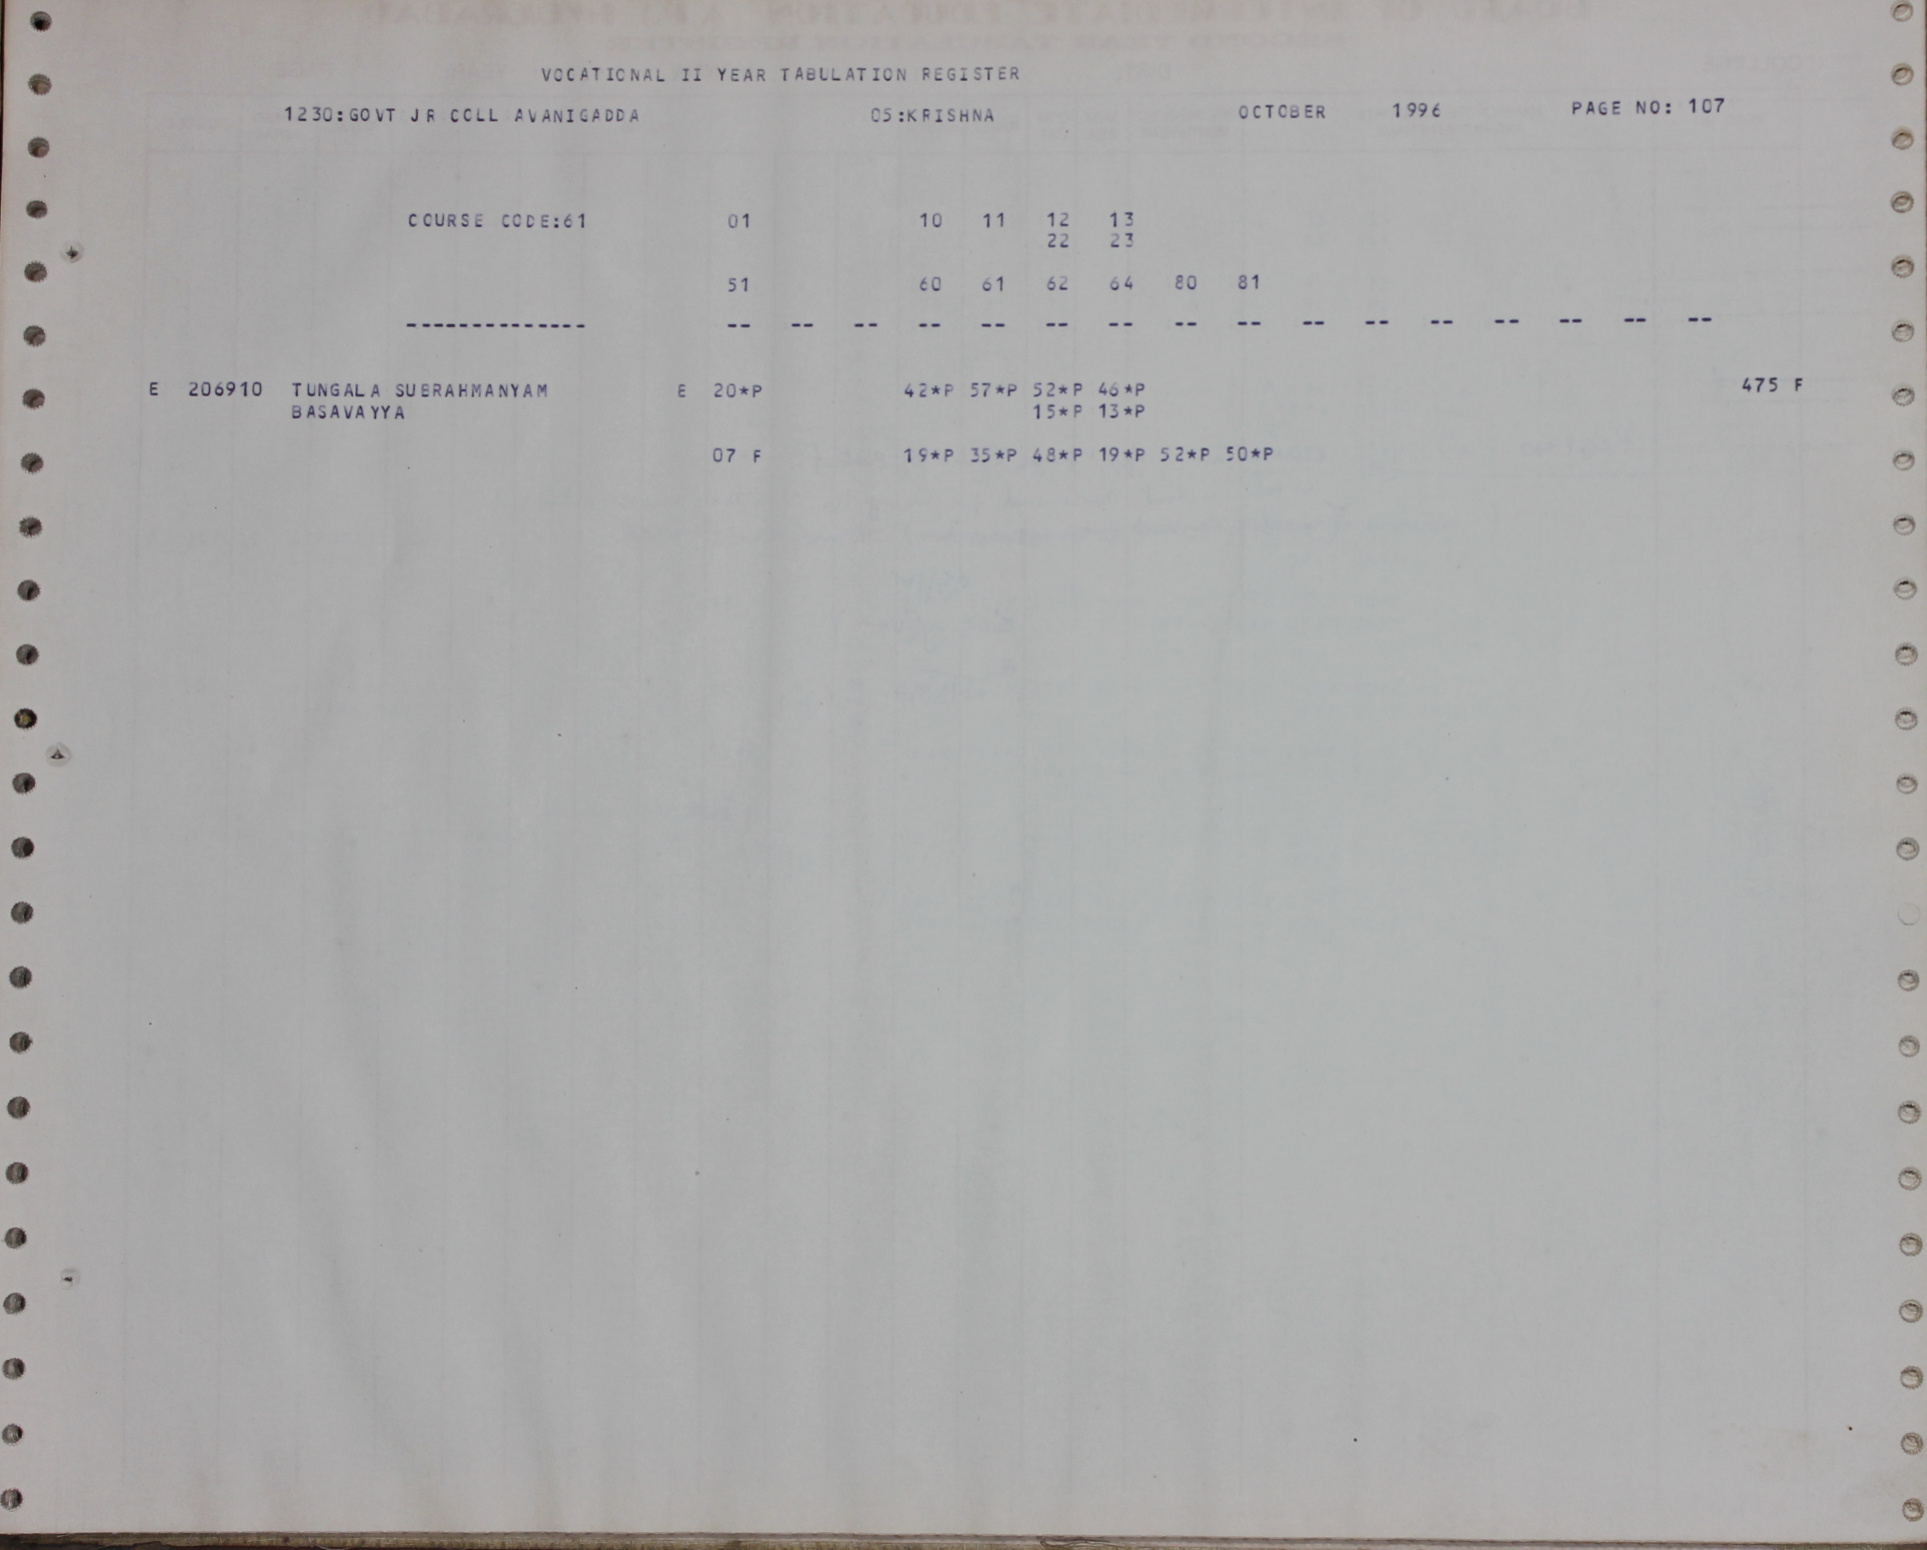 VOCATIONAL II YEAR TABULATION REGISTER
1230:GOVT JR COLL AVANIGADDA 05:KRISHNA OCTOBER 1996 PAGE NO: 107
COURSE CODE:61 01 10 11 12 13
22 23
51 60 61 62 64 80 81
-------------- -- -- -- -- -- -- -- -- -- -- -- -- -- -- -- --
E 206910 TUNGALA SUBRAHMANYAM E 20*P 42*P 57*P 52*P 46*P 475 F
BASAVAYYA 15*P 13*P
07 F 19*P 35*P 48*P 19*P 52*P 50*P